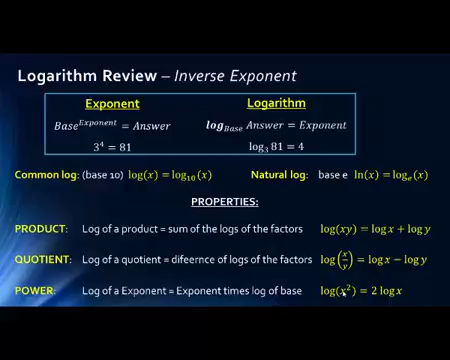 Logarithm Review – Inverse Exponent
Exponent Logarithm
Base^Exponent = Answer log_Base Answer = Exponent
3^4 = 81 log_3 81 = 4
Common log: (base 10) log(x) = log_10(x) Natural log: base e ln(x) = log_e(x)
PROPERTIES:
PRODUCT: Log of a product = sum of the logs of the factors log(xy) = log x + log y
QUOTIENT: Log of a quotient = difeernce of logs of the factors log(x/y) = log x − log y
POWER: Log of a Exponent = Exponent times log of base log(x^2) = 2 log x